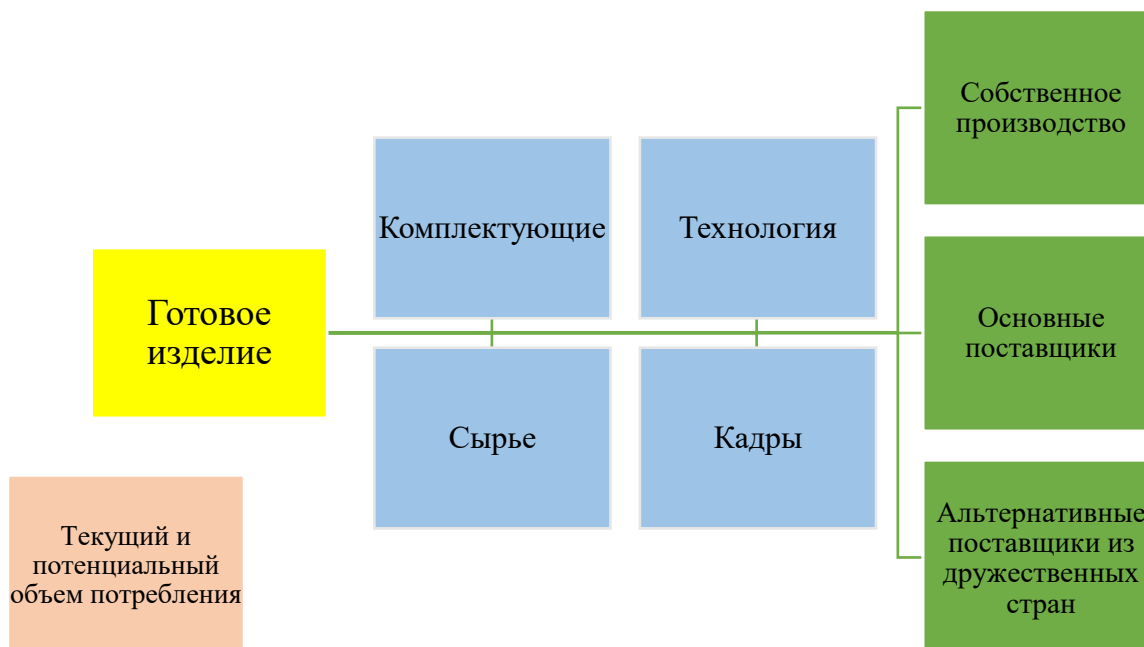 Готовое
изделие
Текущий и
потенциальный
объем потребления
Комплектующие
Технология
Сырье
Кадры
Собственное
производство
Основные
поставщики
Альтернативные
поставщики из
дружественных
стран